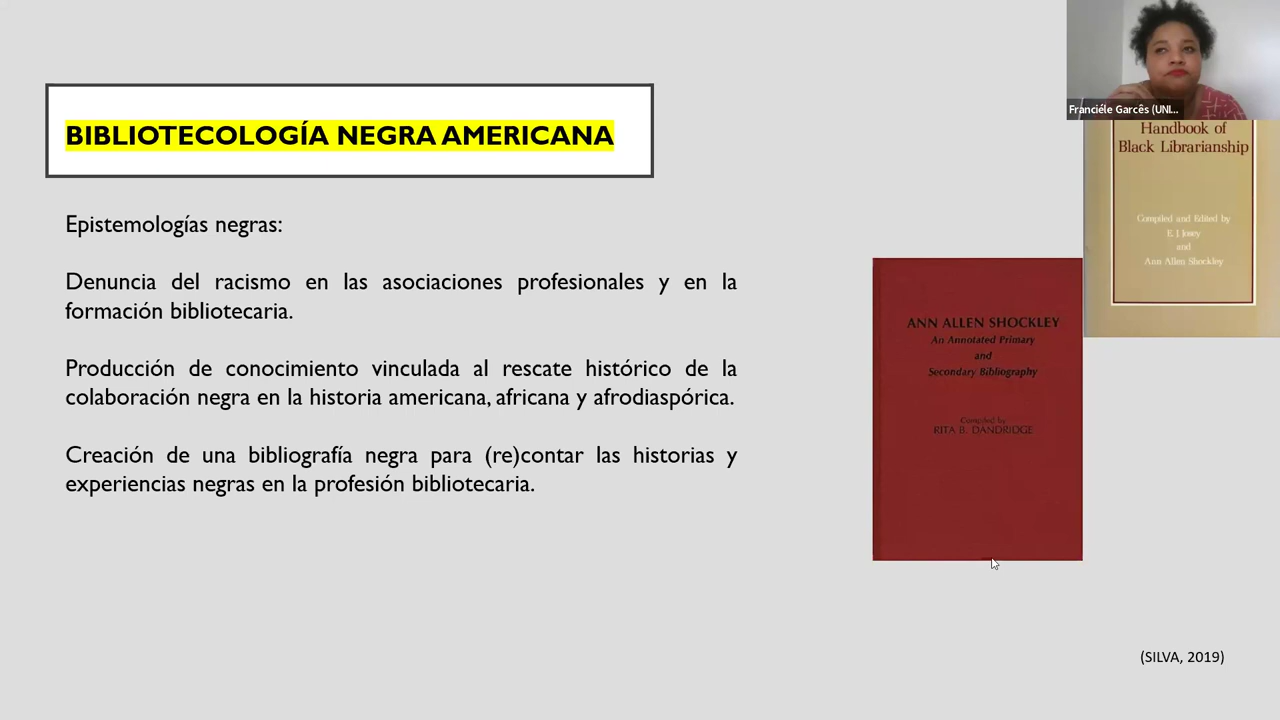 BIBLIOTECOLOGÍA NEGRA AMERICANA
Epistemologías negras:
Denuncia del racismo en las asociaciones profesionales y en la
formación bibliotecaria.
Producción de conocimiento vinculada al rescate histórico de la
colaboración negra en la historia americana, africana y afrodiaspórica.
Creación de una bibliografía negra para (re)contar las historias y
experiencias negras en la profesión bibliotecaria.
Franciéle Garcês (UNI...
Handbook of
Black Librarianship
Compiled and Edited by
E. J. Josey
and
Ann Allen Shockley
ANN ALLEN SHOCKLEY
An Annotated Primary
and
Secondary Bibliography
Compiled by
RITA B. DANDRIDGE
(SILVA, 2019)